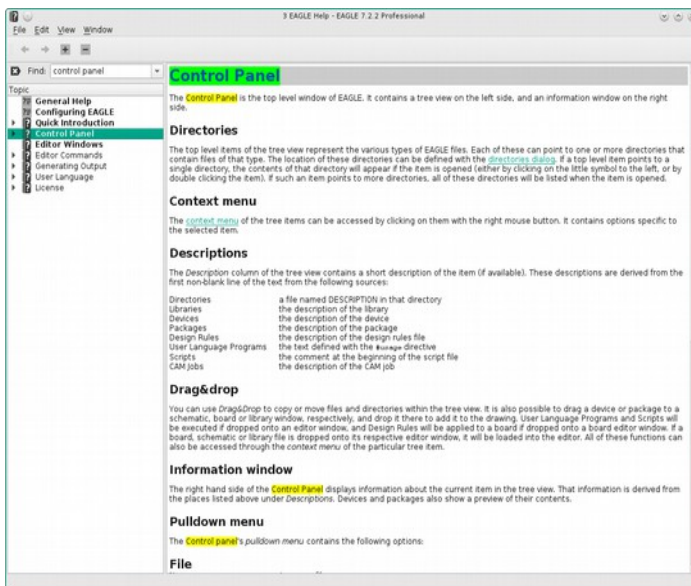 3 EAGLE Help - EAGLE 7.2.2 Professional
File Edit View Window
Find: control panel
Topic
General Help
Configuring EAGLE
Quick Introduction
Control Panel
Editor Windows
Editor Commands
Generating Output
User Language
License
Control Panel
The Control Panel is the top level window of EAGLE. It contains a tree view on the left side, and an information window on the right
side.
Directories
The top level items of the tree view represent the various types of EAGLE files. Each of these can point to one or more directories that
contain files of that type. The location of these directories can be defined with the directories dialog. If a top level item points to a
single directory, the contents of that directory will appear if the item is opened (either by clicking on the little symbol to the left, or by
double clicking the item). If such an item points to more directories, all of these directories will be listed when the item is opened.
Context menu
The context menu of the tree items can be accessed by clicking on them with the right mouse button. It contains options specific to
the selected item.
Descriptions
The Description column of the tree view contains a short description of the item (if available). These descriptions are derived from the
first non-blank line of the text from the following sources:
Directories a file named DESCRIPTION in that directory
Libraries the description of the library
Devices the description of the device
Packages the description of the package
Design Rules the description of the design rules file
User Language Programs the text defined with the #usage directive
Scripts the comment at the beginning of the script file
CAM Jobs the description of the CAM job
Drag&drop
You can use Drag&Drop to copy or move files and directories within the tree view. It is also possible to drag a device or package to a
schematic, board or library window, respectively, and drop it there to add it to the drawing. User Language Programs and Scripts will
be executed if dropped onto an editor window, and Design Rules will be applied to a board if dropped onto a board editor window. If a
board, schematic or library file is dropped onto its respective editor window, it will be loaded into the editor. All of these functions can
also be accessed through the context menu of the particular tree item.
Information window
The right hand side of the Control Panel displays information about the current item in the tree view. That information is derived from
the places listed above under Descriptions. Devices and packages also show a preview of their contents.
Pulldown menu
The Control panel's pulldown menu contains the following options:
File